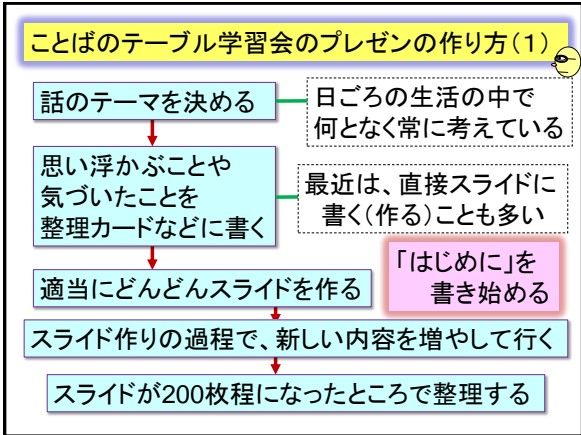 ことばのテーブル学習会のプレゼンの作り方（１）
話のテーマを決める
日ごろの生活の中で
何となく常に考えている
思い浮かぶことや
気づいたことを
整理カードなどに書く
最近は、直接スライドに
書く（作る）ことも多い
適当にどんどんスライドを作る
「はじめに」を
書き始める
スライド作りの過程で、新しい内容を増やして行く
スライドが200枚程になったところで整理する